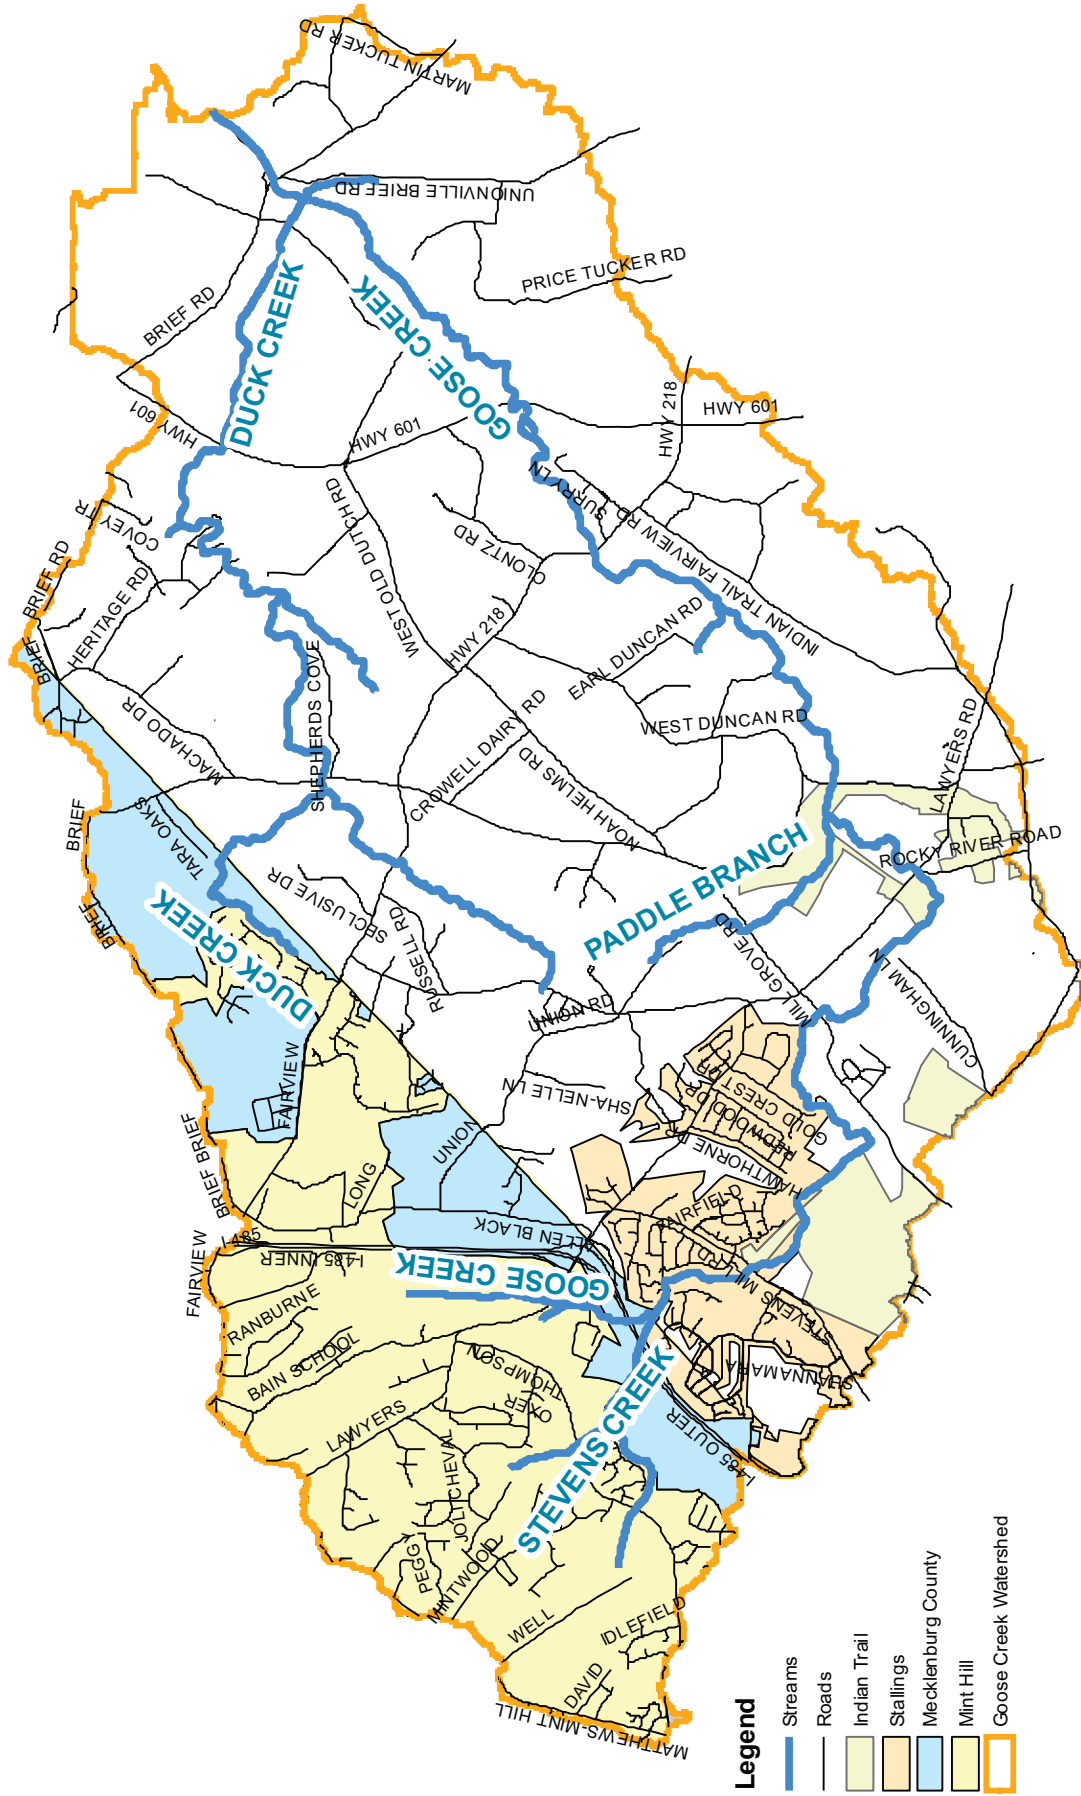 MARTIN TUCKER RD
UNIONVILLE BRIEF RD
PRICE TUCKER RD
BRIEF RD
DUCK CREEK
GOOSE CREEK
HWY 601
HWY 601
HWY 218
HWY 601
COVEY TR
BRIEF RD
BRIEF
HERITAGE RD
WEST OLD DUTCH RD
CLONTZ RD
SURRY LN
INDIAN TRAIL FAIRVIEW RD
HWY 218
EARL DUNCAN RD
WEST DUNCAN RD
MACHADO DR
SHEPHERDS COVE
CROWELL DAIRY RD
NOAH HELMS RD
LAWYERS RD
ROCKY RIVER ROAD
BRIEF
TARA OAKS
BRIEF
DUCK CREEK
SECLUSIVE DR
RUSSELL RD
PADDLE BRANCH
MILL GROVE RD
CUNNINGHAM LN
UNION RD
SHA-NELLE LN
GOLD CREST DR
REDWOOD DR
HAWTHORNE DR
FAIRFIELD
STEVENS MILL RD
SHANNAMARA
FAIRVIEW
BRIEF
BRIEF
LONG
UNION
ALLEN BLACK
I-485
I-485 INNER
GOOSE CREEK
FAIRVIEW
RANBURNE
BAIN SCHOOL
LAWYERS
THOMPSON
OXER
STEVENS CREEK
I-485 OUTER
JOLI CHEVAL
PEGGY
MINTWOOD
WELL
IDLEFIELD
DAVID
MATTHEWS-MINT HILL
Legend
Streams
Roads
Indian Trail
Stallings
Mecklenburg County
Mint Hill
Goose Creek Watershed